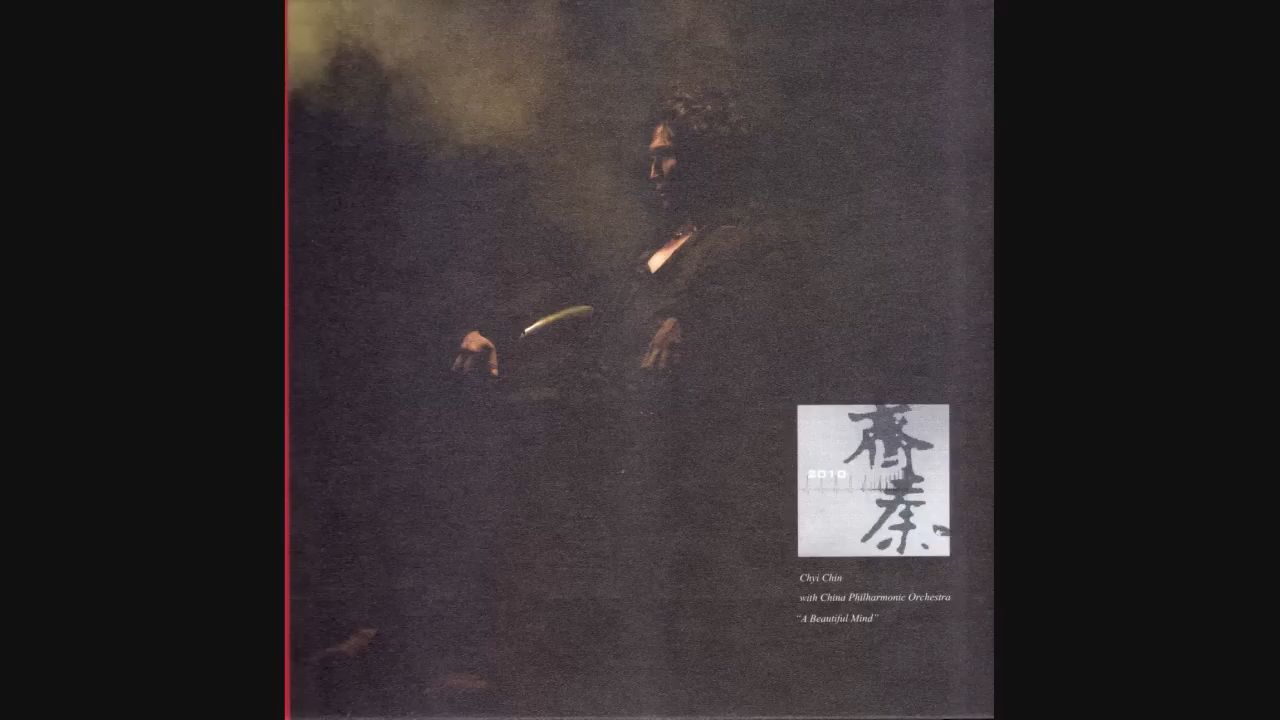 齊
2010
秦
Chyi Chin
with China Philharmonic Orchestra
“A Beautiful Mind”